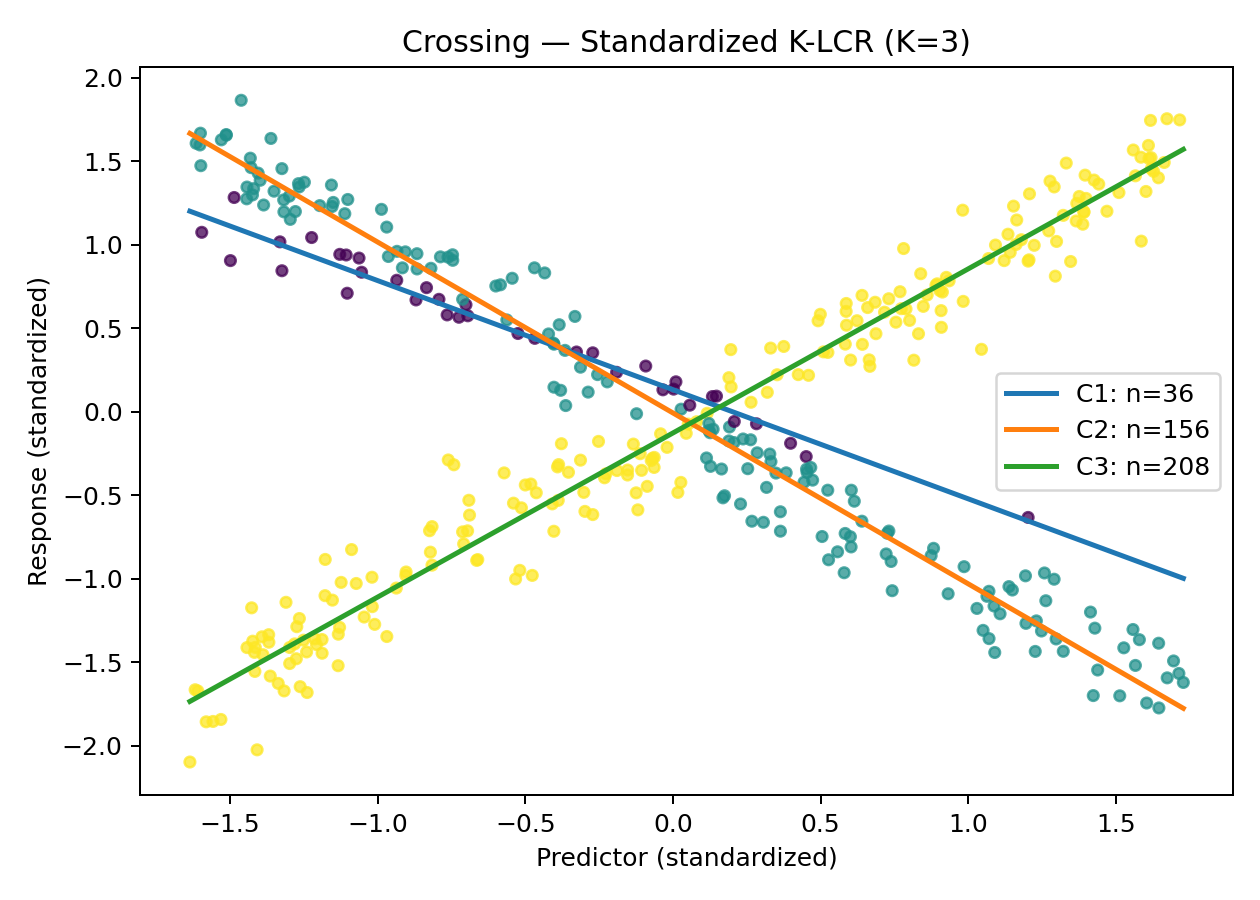 Crossing — Standardized K-LCR (K=3)
Response (standardized)
2.0
1.5
1.0
0.5
0.0
−0.5
−1.0
−1.5
−2.0
C1: n=36
C2: n=156
C3: n=208
−1.5 −1.0 −0.5 0.0 0.5 1.0 1.5
Predictor (standardized)